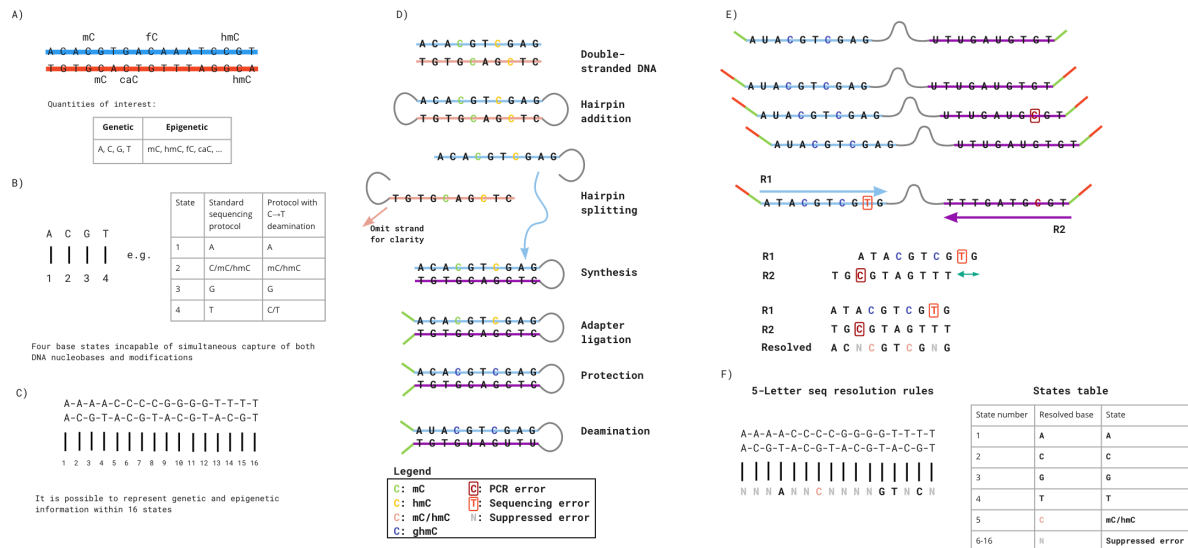 A)
mC fC hmC
A C A C G T G A C A A A T C C G T
T G T G C A C T G T T T A G G C A
mC caC hmC
Quantities of interest:
Genetic Epigenetic
A, C, G, T mC, hmC, fC, caC, ...
B)
A C G T
1 2 3 4
e.g.
State Standard sequencing protocol Protocol with C→T deamination
1 A A
2 C/mC/hmC mC/hmC
3 G G
4 T C/T
Four base states incapable of simultaneous capture of both
DNA nucleobases and modifications
C)
A-A-A-A-C-C-C-C-G-G-G-G-T-T-T-T
A-C-G-T-A-C-G-T-A-C-G-T-A-C-G-T
1 2 3 4 5 6 7 8 9 10 11 12 13 14 15 16
It is possible to represent genetic and epigenetic
information within 16 states
D)
A C A C G T C G A G
T G T G C A G C T C
Double-
stranded DNA
A C A C G T C G A G
T G T G C A G C T C
Hairpin
addition
A C A C G T C G A G
T G T G C A G C T C
Hairpin
splitting
Omit strand
for clarity
A C A C G T C G A G
T G T G C A G C T C
Synthesis
A C A C G T C G A G
T G T G C A G C T C
Adapter
ligation
A C A C G T C G A G
T G T G C A G C T C
Protection
A U A C G T C G A G
T G T G U A G U T U
Deamination
Legend
C: mC
C: hmC
C: mC/hmC
C: ghmC
C: PCR error
T: Sequencing error
N: Suppressed error
E)
A U A C G T C G A G U T U G A U G T G T
A U A C G T C G A G U T U G A U G T G T
A U A C G T C G A G U T U G A U G C G T
A U A C G T C G A G U T U G A U G T G T
R1
A T A C G T C G T G T T T G A T G C G T
R2
R1 A T A C G T C G T G
R2 T G C G T A G T T T
R1 A T A C G T C G T G
R2 T G C G T A G T T T
Resolved A C N C G T C G N G
F)
5-Letter seq resolution rules
A-A-A-A-C-C-C-C-G-G-G-G-T-T-T-T
A-C-G-T-A-C-G-T-A-C-G-T-A-C-G-T
N N N A N N C N N N N G T N C N
States table
State number Resolved base State
1 A A
2 C C
3 G G
4 T T
5 C mC/hmC
6-16 N Suppressed error